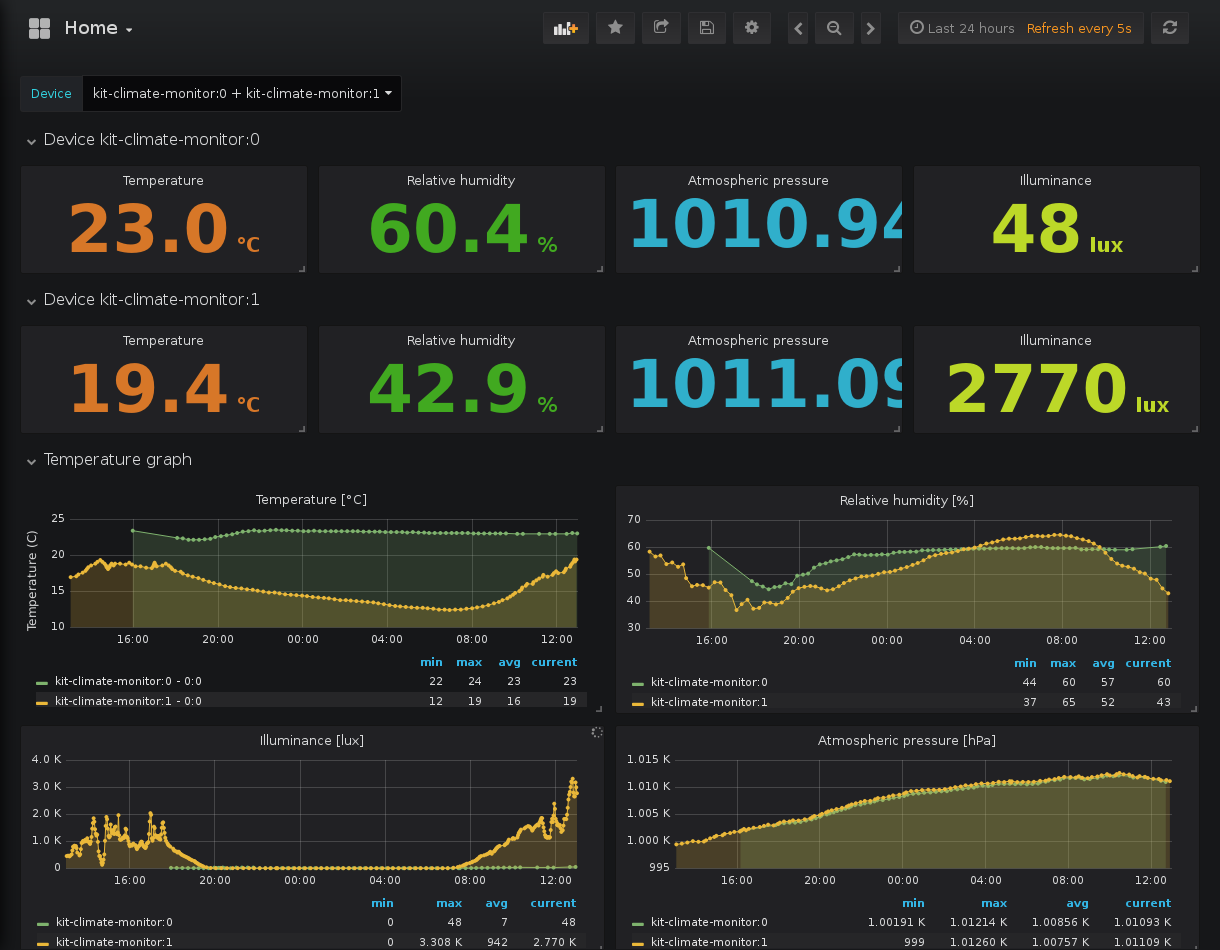 Home
Last 24 hours Refresh every 5s
Device kit-climate-monitor:0 + kit-climate-monitor:1
Device kit-climate-monitor:0
Temperature Relative humidity Atmospheric pressure Illuminance
23.0 °C 60.4 % 1010.94 48 lux
Device kit-climate-monitor:1
Temperature Relative humidity Atmospheric pressure Illuminance
19.4 °C 42.9 % 1011.09 2770 lux
Temperature graph
Temperature [°C]
Temperature (C)
25
20
15
10
16:00 20:00 00:00 04:00 08:00 12:00
min max avg current
kit-climate-monitor:0 - 0:0 22 24 23 23
kit-climate-monitor:1 - 0:0 12 19 16 19
Relative humidity [%]
70
60
50
40
30
16:00 20:00 00:00 04:00 08:00 12:00
min max avg current
kit-climate-monitor:0 44 60 57 60
kit-climate-monitor:1 37 65 52 43
Illuminance [lux]
4.0 K
3.0 K
2.0 K
1.0 K
0
16:00 20:00 00:00 04:00 08:00 12:00
min max avg current
kit-climate-monitor:0 0 48 7 48
kit-climate-monitor:1 0 3.308 K 942 2.770 K
Atmospheric pressure [hPa]
1.015 K
1.010 K
1.005 K
1.000 K
995
16:00 20:00 00:00 04:00 08:00 12:00
min max avg current
kit-climate-monitor:0 1.00191 K 1.01214 K 1.00856 K 1.01093 K
kit-climate-monitor:1 999 1.01260 K 1.00757 K 1.01109 K